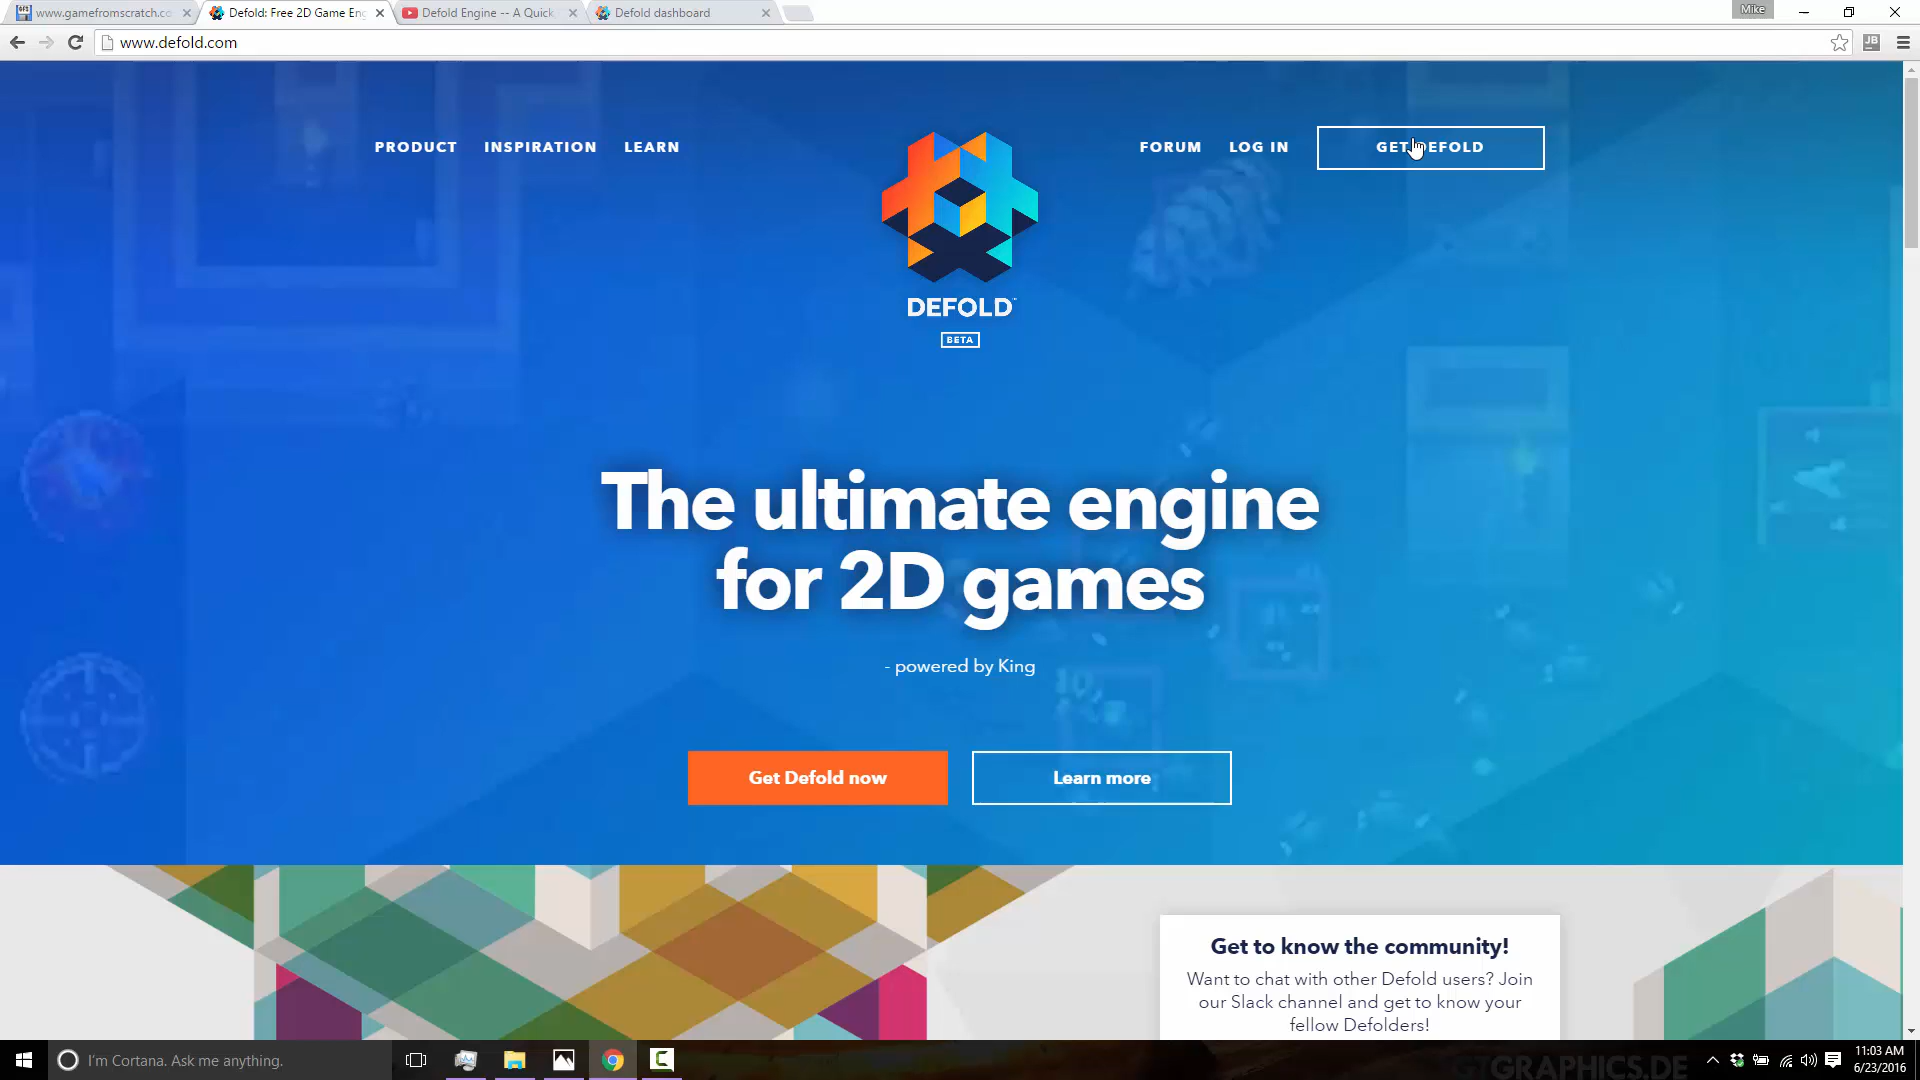 www.gamefromscratch.co
Defold: Free 2D Game Eng
Defold Engine -- A Quick
Defold dashboard
Mike
www.defold.com
JB
PRODUCT
INSPIRATION
LEARN
FORUM
LOG IN
GET DEFOLD
DEFOLD
BETA
The ultimate engine
for 2D games
- powered by King
Get Defold now
Learn more
Get to know the community!
Want to chat with other Defold users? Join
our Slack channel and get to know your
fellow Defolders!
I'm Cortana. Ask me anything.
GTGRAPHICS.DE
11:03 AM
6/23/2016